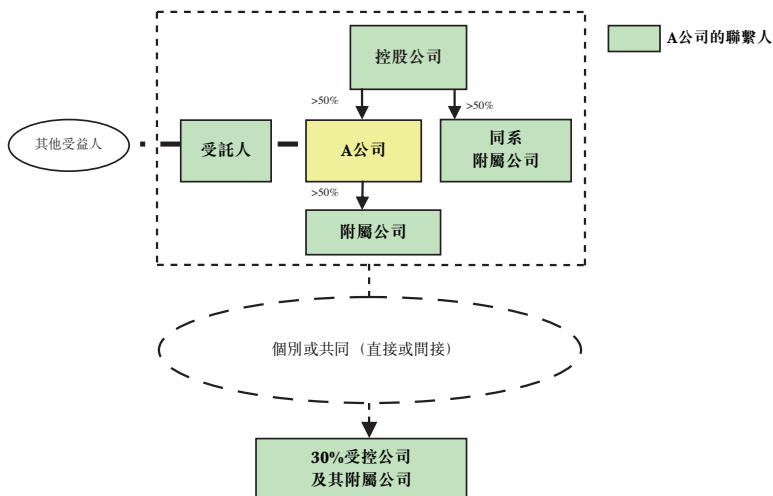 A公司的聯繫人
控股公司
>50%
>50%
其他受益人
受託人
A公司
同系
附屬公司
>50%
附屬公司
個別或共同（直接或間接）
30%受控公司
及其附屬公司